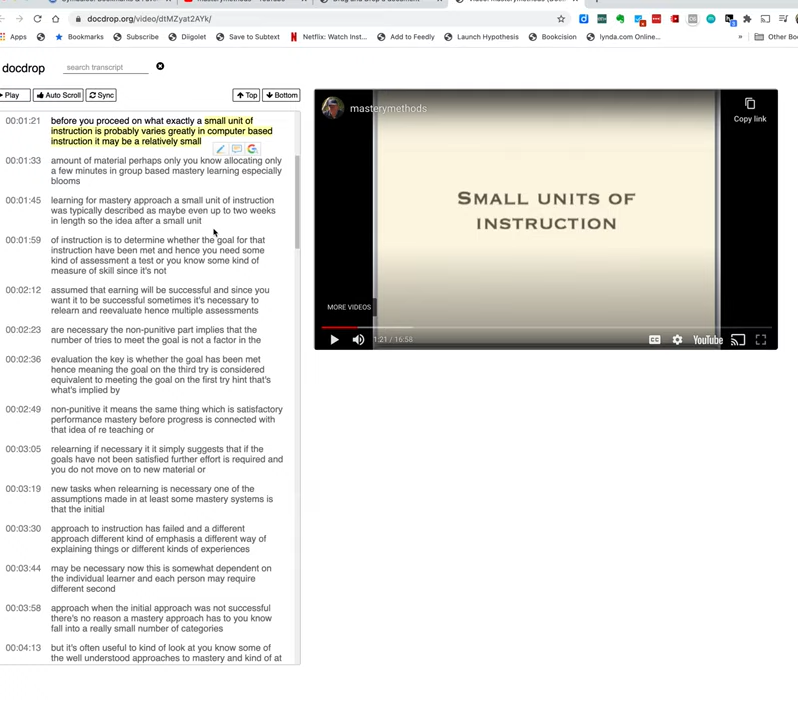 docdrop.org/video/dtMZyat2AYk/
Apps
Bookmarks
Subscribe
Diigolet
Save to Subtext
Netflix: Watch Inst...
Add to Feedly
Launch Hypothesis
Bookcision
lynda.com Online...
»
Other Bo
docdrop
search transcript
Play
Auto Scroll
Sync
Top
Bottom
00:01:21 before you proceed on what exactly a small unit of
instruction is probably varies greatly in computer based
instruction it may be a relatively small
00:01:33 amount of material perhaps only you know allocating only
a few minutes in group based mastery learning especially
blooms
00:01:45 learning for mastery approach a small unit of instruction
was typically described as maybe even up to two weeks
in length so the idea after a small unit
00:01:59 of instruction is to determine whether the goal for that
instruction have been met and hence you need some
kind of assessment a test or you know some kind of
measure of skill since it's not
00:02:12 assumed that earning will be successful and since you
want it to be successful sometimes it's necessary to
relearn and reevaluate hence multiple assessments
00:02:23 are necessary the non-punitive part implies that the
number of tries to meet the goal is not a factor in the
00:02:36 evaluation the key is whether the goal has been met
hence meaning the goal on the third try is considered
equivalent to meeting the goal on the first try hint that's
what's implied by
00:02:49 non-punitive it means the same thing which is satisfactory
performance mastery before progress is connected with
that idea of re teaching or
00:03:05 relearning if necessary it it simply suggests that if the
goals have not been satisfied further effort is required and
you do not move on to new material or
00:03:19 new tasks when relearning is necessary one of the
assumptions made in at least some mastery systems is
that the initial
00:03:30 approach to instruction has failed and a different
approach different kind of emphasis a different way of
explaining things or different kinds of experiences
00:03:44 may be necessary now this is somewhat dependent on
the individual learner and each person may require
different second
00:03:58 approach when the initial approach was not successful
there's no reason a mastery approach has to you know
fall into a really small number of categories
00:04:13 but it's often useful to kind of look at you know some of
the well understood approaches to mastery and kind of at
masterymethods
Copy link
SMALL UNITS OF
INSTRUCTION
MORE VIDEOS
1:21 / 16:58
CC
YouTube